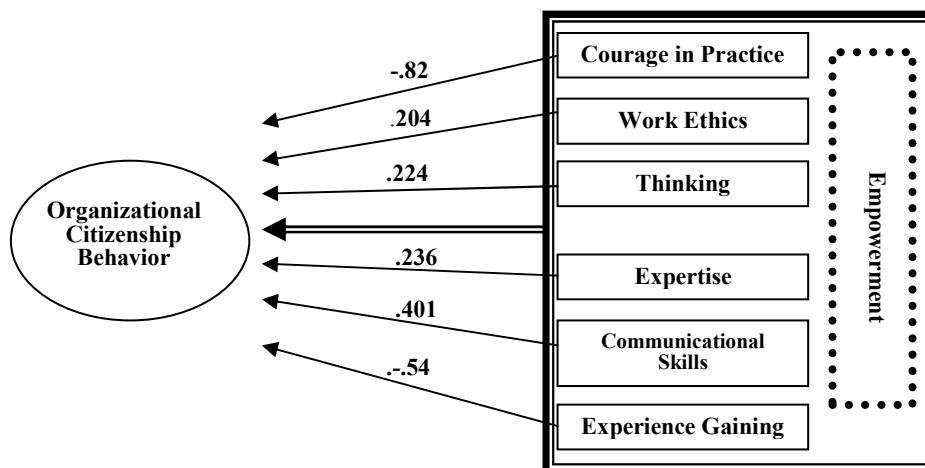 Courage in Practice
-.82
Work Ethics
.204
Thinking
.224
Organizational
Citizenship
Behavior
Empowerment
Expertise
.236
Communicational
Skills
.401
Experience Gaining
.-.54